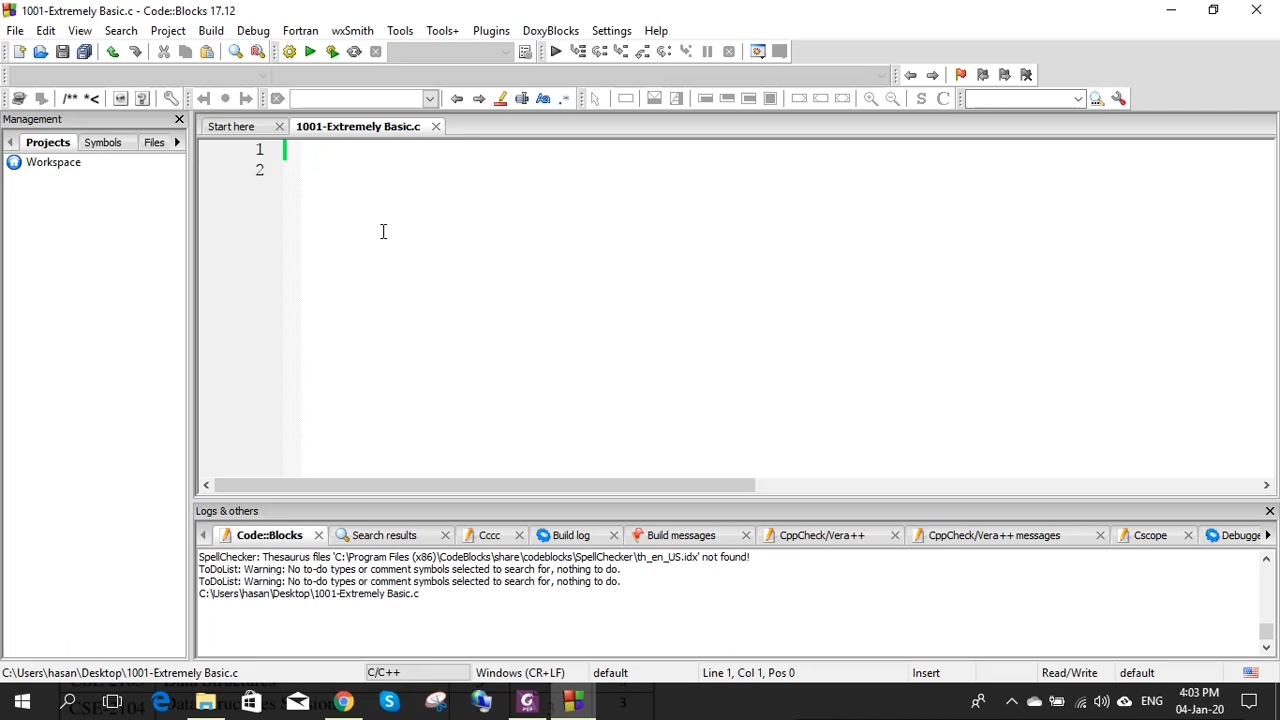 1001-Extremely Basic.c - Code::Blocks 17.12
File Edit View Search Project Build Debug Fortran wxSmith Tools Tools+ Plugins DoxyBlocks Settings Help
/** *<
S C
Management
Start here 1001-Extremely Basic.c
Projects Symbols Files
Workspace
1
2
Logs & others
Code::Blocks Search results Cccc Build log Build messages CppCheck/Vera++ CppCheck/Vera++ messages Cscope Debugge
SpellChecker: Thesaurus files 'C:\Program Files (x86)\CodeBlocks\share\codeblocks\SpellChecker\th_en_US.idx' not found!
ToDoList: Warning: No to-do types or comment symbols selected to search for, nothing to do.
ToDoList: Warning: No to-do types or comment symbols selected to search for, nothing to do.
C:\Users\hasan\Desktop\1001-Extremely Basic.c
C:\Users\hasan\Desktop\1001-Extremely Basic.c C/C++ Windows (CR+LF) default Line 1, Col 1, Pos 0 Insert Read/Write default
CSE-2104 3
ENG
4:03 PM
04-Jan-20